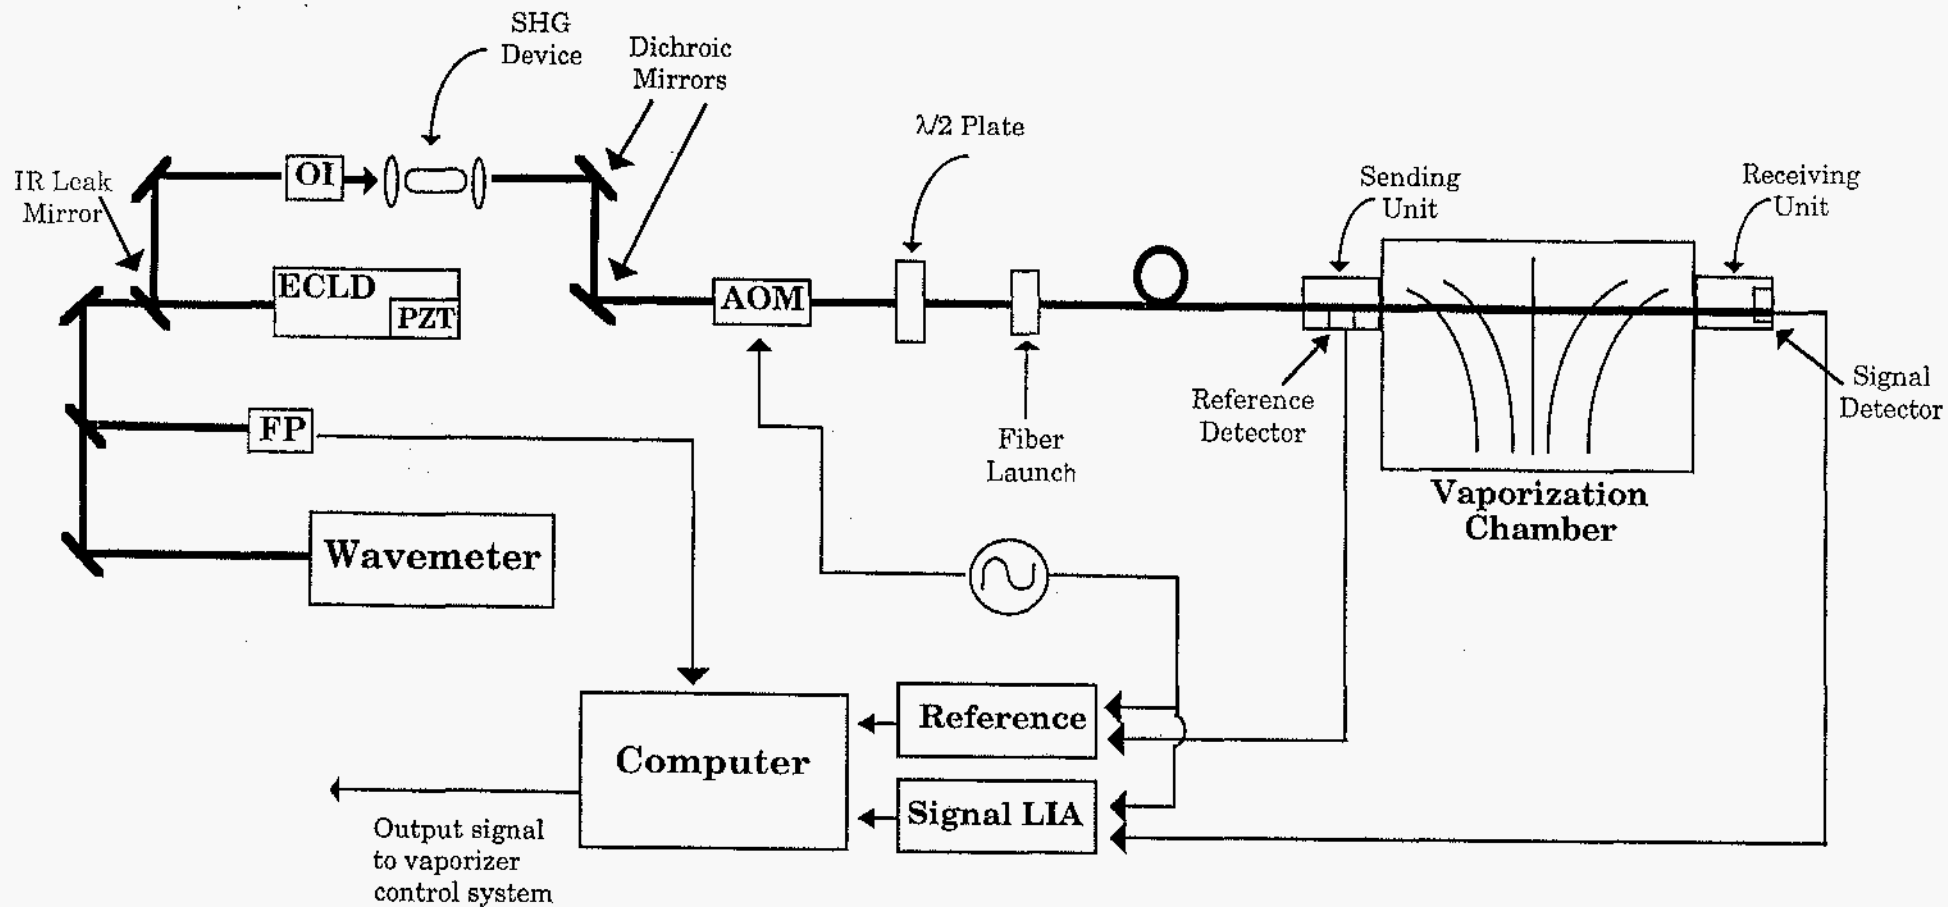 SHG
Device
Dichroic
Mirrors
λ/2 Plate
OI
IR Leak
Mirror
Sending
Unit
Receiving
Unit
ECLD
PZT
AOM
Reference
Detector
Signal
Detector
FP
Fiber
Launch
Vaporization
Chamber
Wavemeter
Reference
Computer
Signal LIA
Output signal
to vaporizer
control system